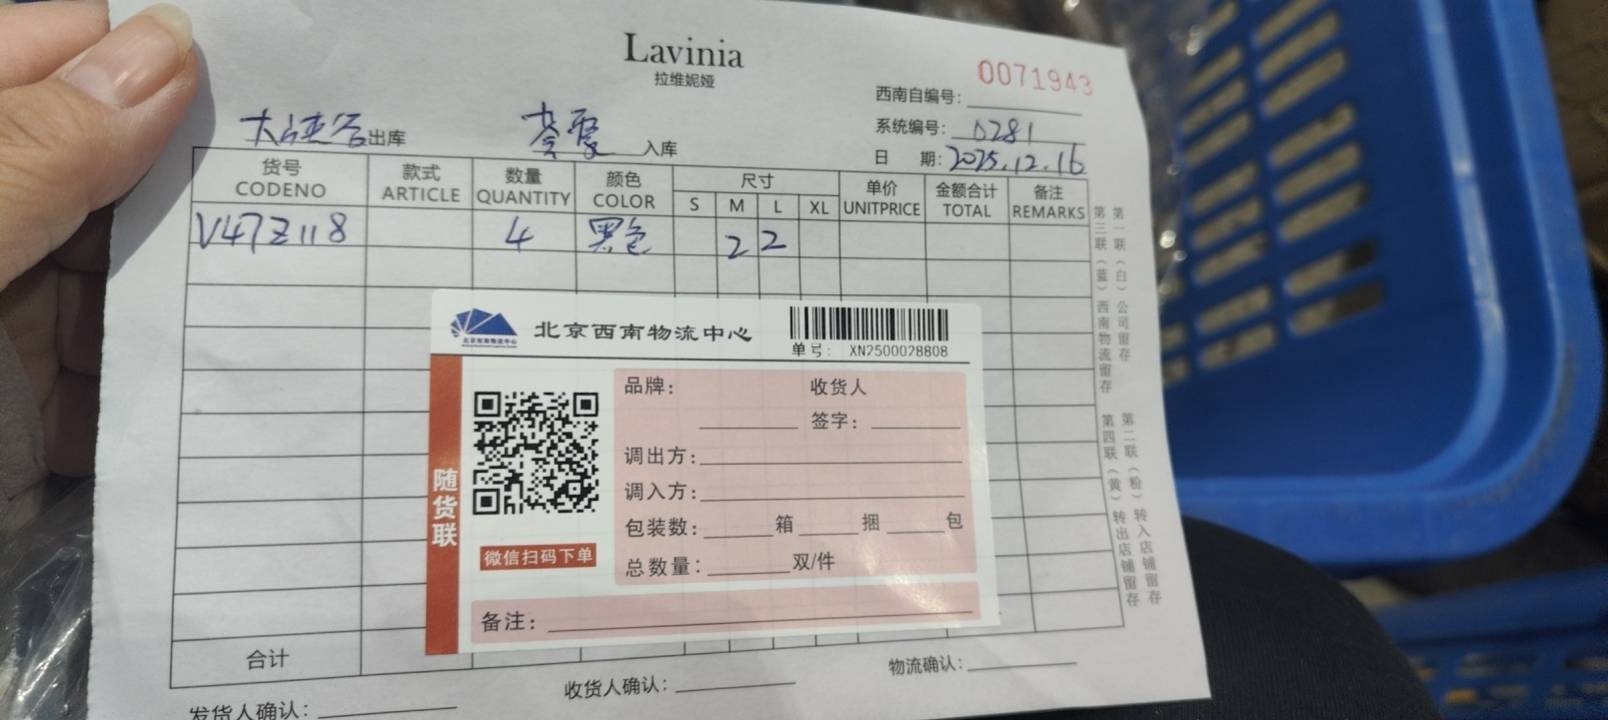 Lavinia
拉维妮娅
0071943
西南自编号:
系统编号: 0281
日 期: 2025.12.16
大峡谷出库 荟聚入库
货号 款式 数量 颜色 尺寸 单价 金额合计 备注
CODENO ARTICLE QUANTITY COLOR S M L XL UNITPRICE TOTAL REMARKS
V47Z118 4 黑色 2 2
北京西南物流中心
单号: XN2500028808
品牌: 收货人
签字:
调出方:
调入方:
包装数: 箱 捆 包
总数量: 双/件
备注:
随货联
微信扫码下单
合计
发货人确认: 收货人确认: 物流确认:
第一联(白)公司留存
第三联(蓝)西南物流留存
第二联(粉)转入店铺留存
第四联(黄)转出店铺留存